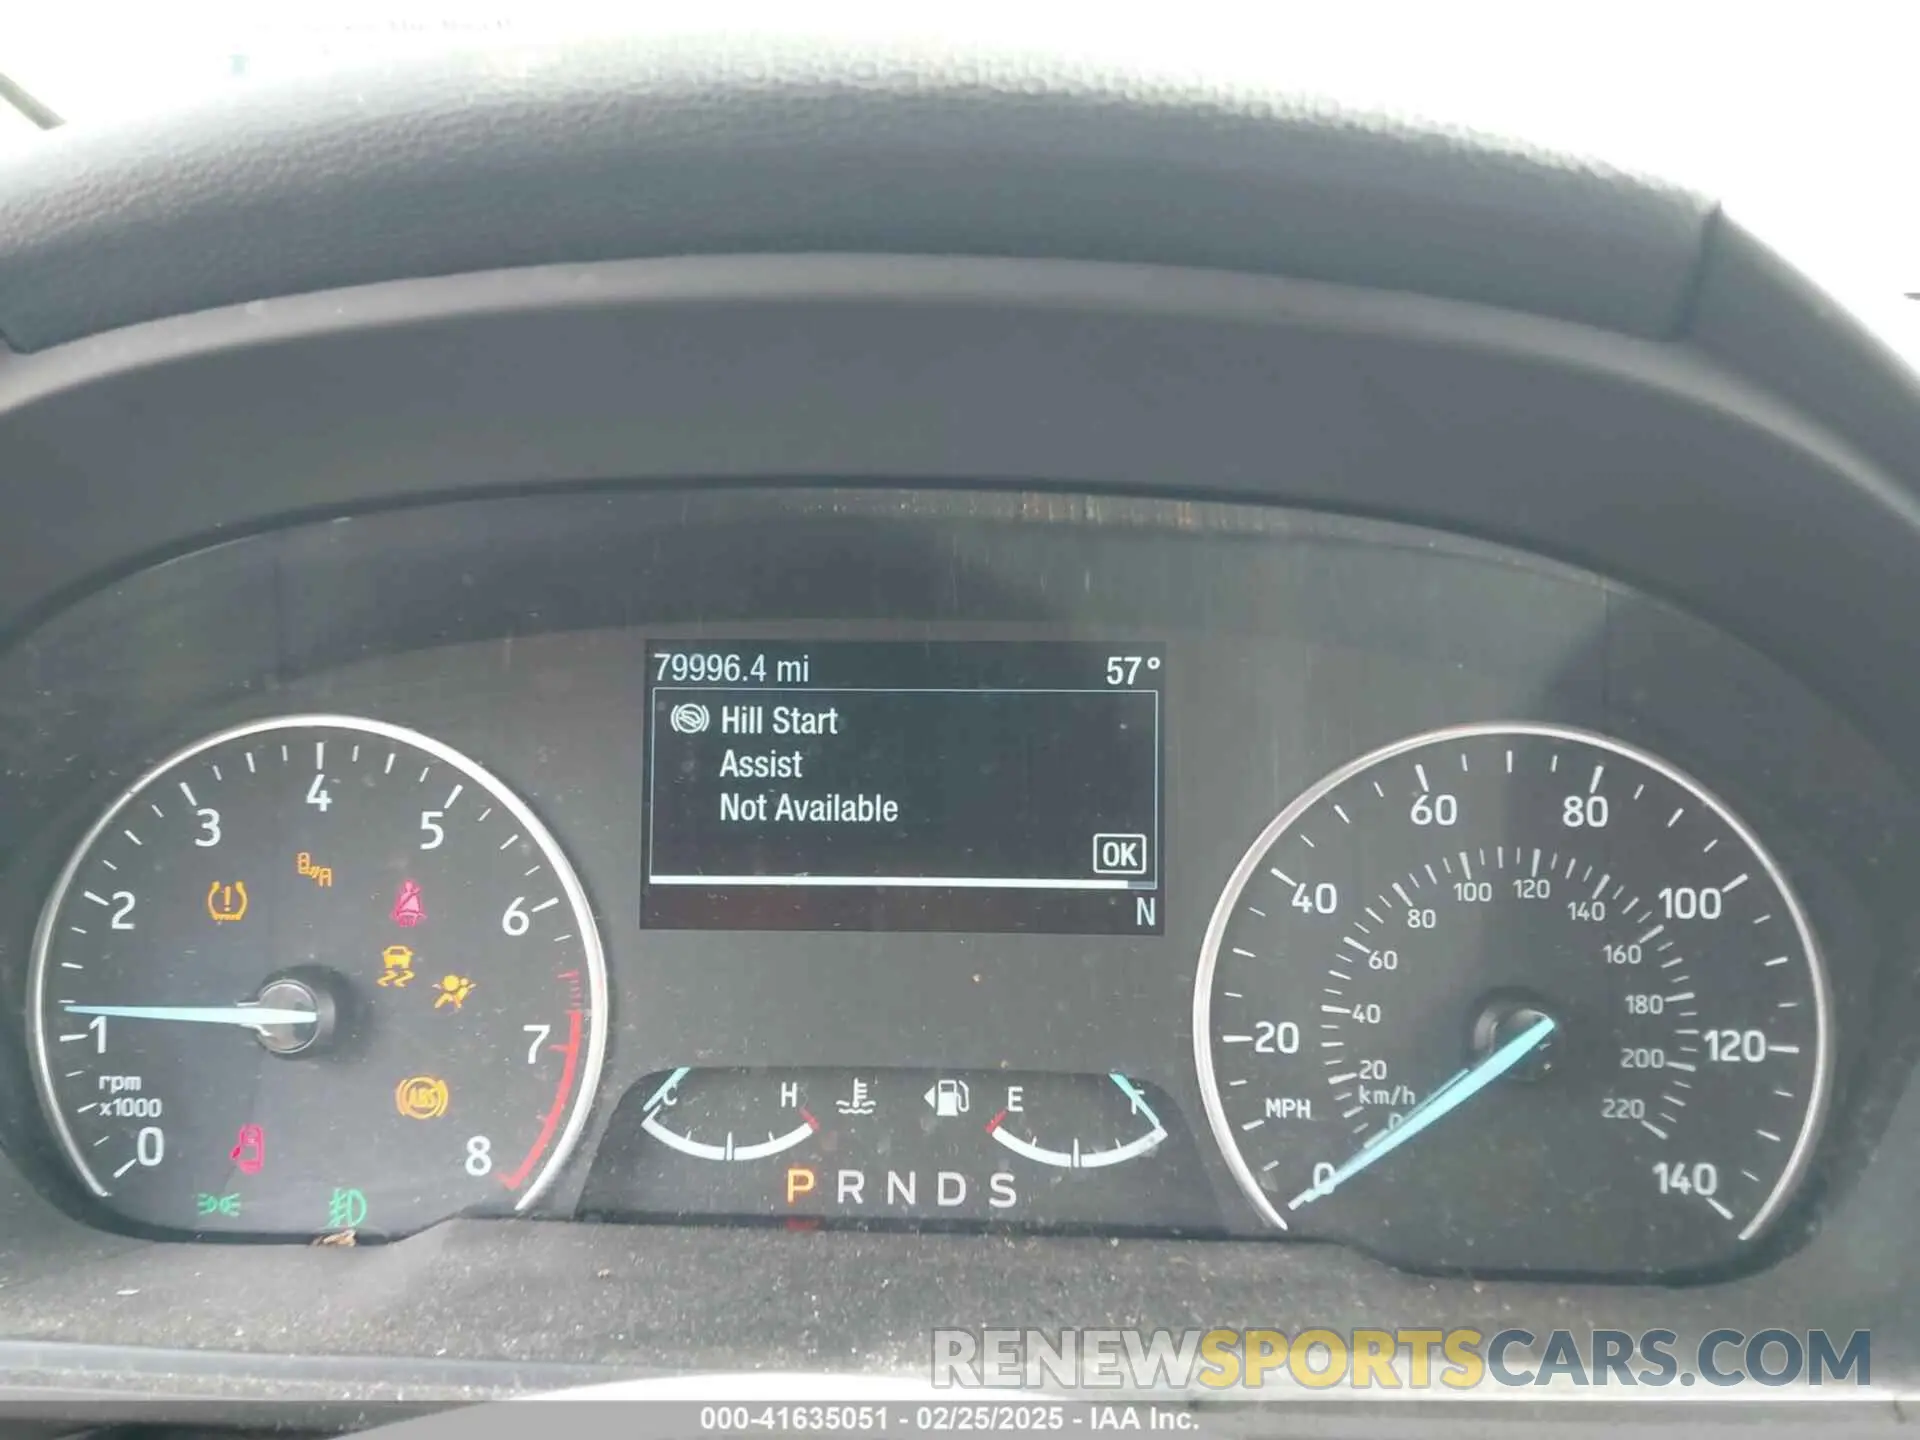 79996.4 mi 57°
Hill Start
Assist
Not Available
OK
N
0 1 2 3 4 5 6 7 8
rpm
x1000
ABS
C H E F
P R N D S
0 20 40 60 80 100 120 140
MPH
0 20 40 60 80 100 120 140 160 180 200 220
km/h
RENEWSPORTSCARS.COM
000-41635051 - 02/25/2025 - IAA Inc.